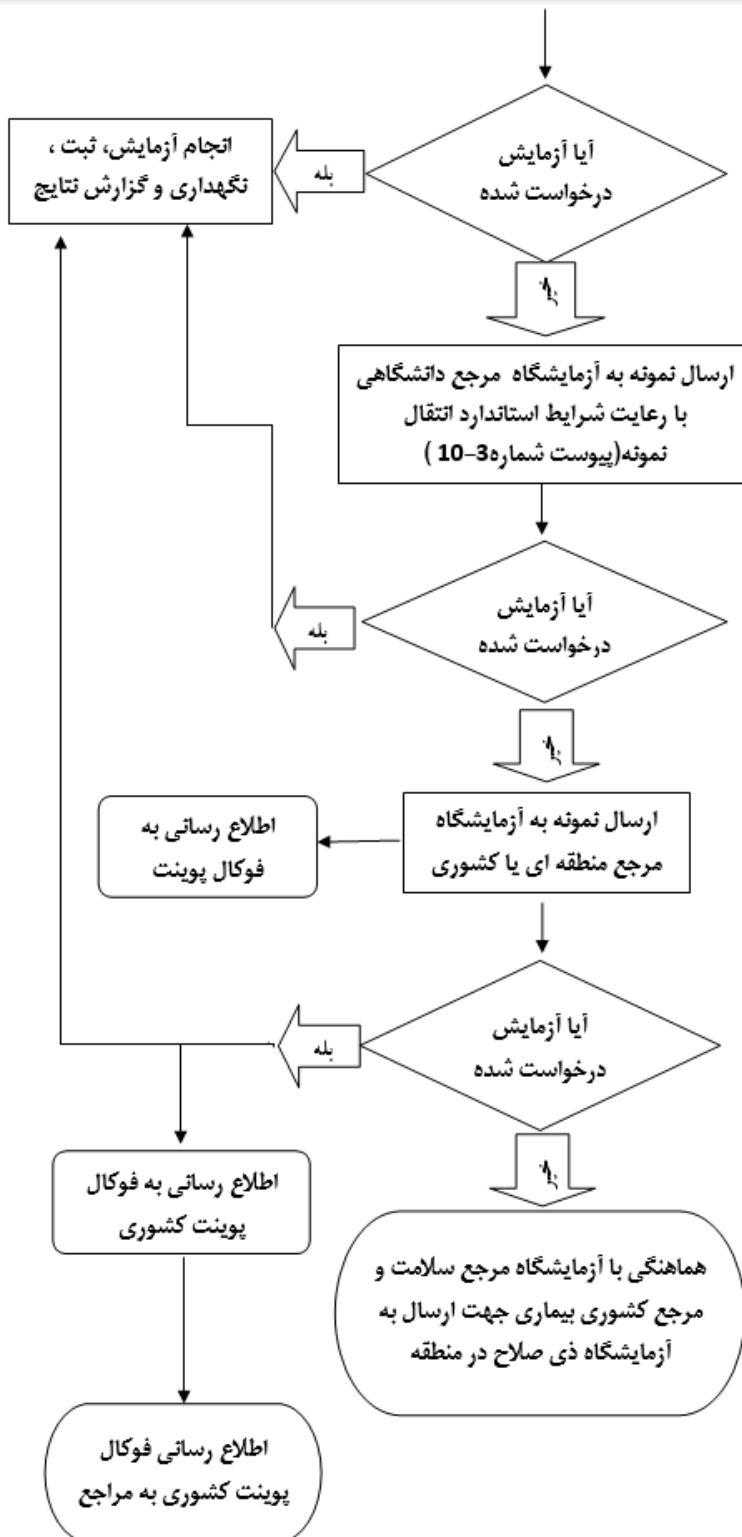 آیا آزمایش
درخواست شده
بله
انجام آزمایش، ثبت ،
نگهداری و گزارش نتایج
خیر
ارسال نمونه به آزمایشگاه مرجع دانشگاهی
با رعایت شرایط استاندارد انتقال
نمونه(پیوست شماره3-10 )
آیا آزمایش
درخواست شده
بله
خیر
ارسال نمونه به آزمایشگاه
مرجع منطقه ای یا کشوری
اطلاع رسانی به
فوکال پوینت
آیا آزمایش
درخواست شده
بله
خیر
اطلاع رسانی به فوکال
پوینت کشوری
هماهنگی با آزمایشگاه مرجع سلامت و
مرجع کشوری بیماری جهت ارسال به
آزمایشگاه ذی صلاح در منطقه
اطلاع رسانی فوکال
پوینت کشوری به مراجع